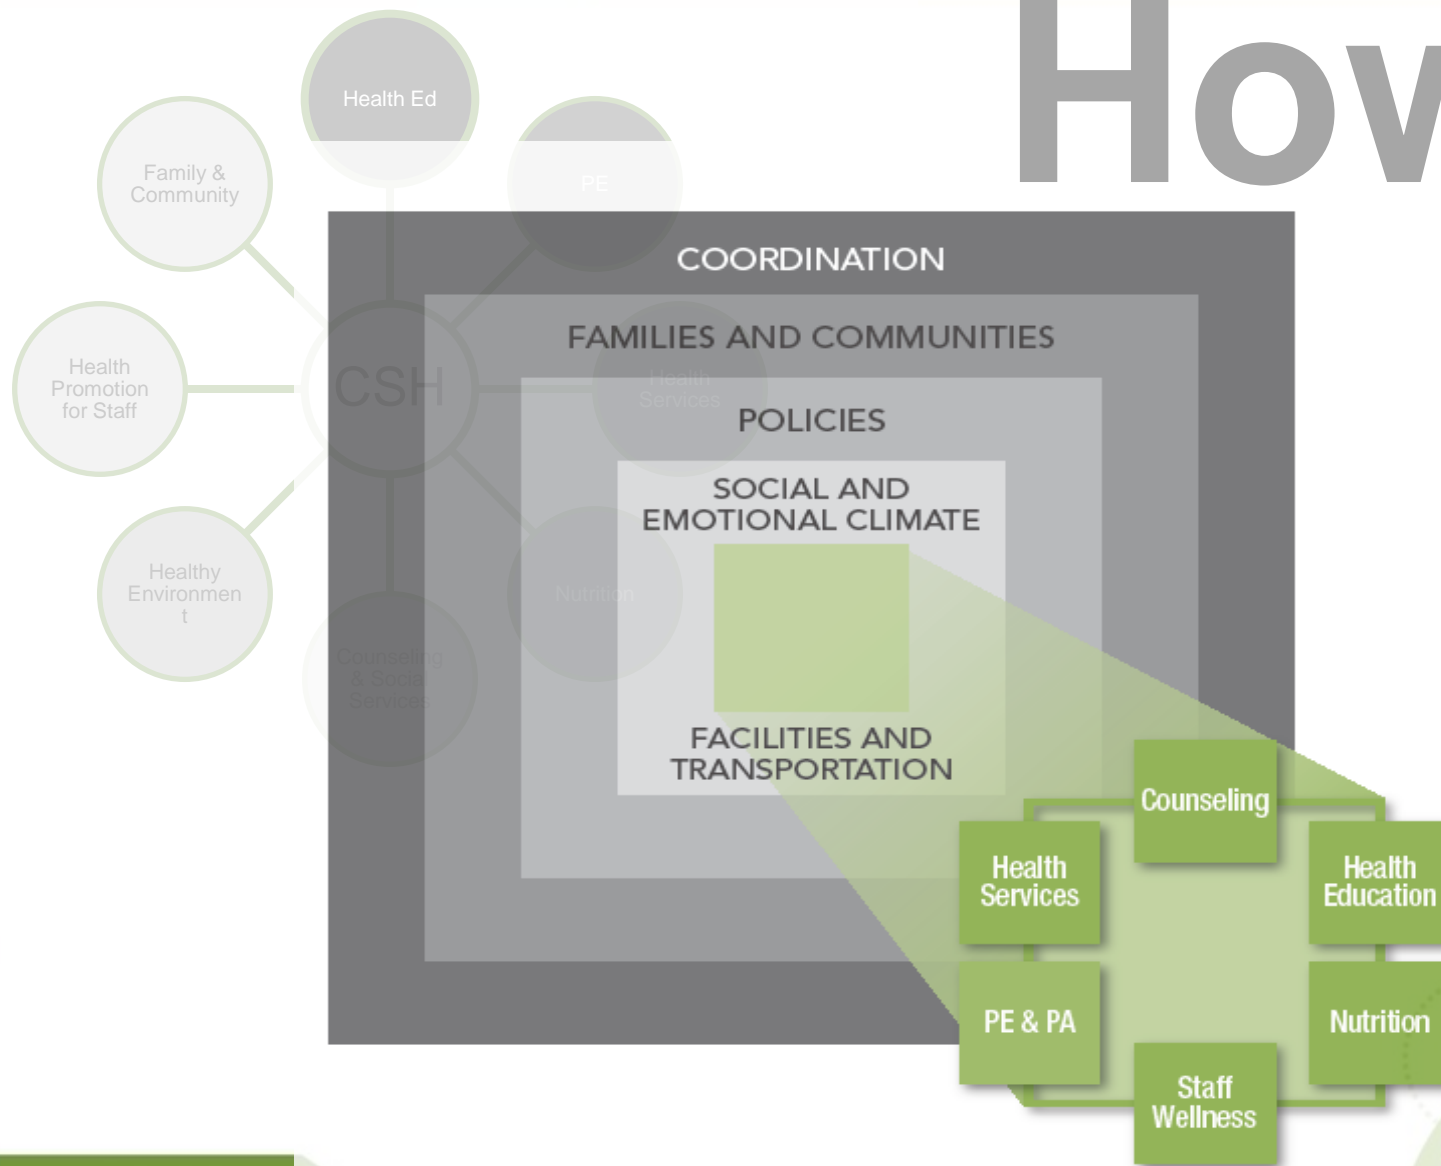 How
Health Ed
Family &
Community
PE
COORDINATION
FAMILIES AND COMMUNITIES
Health
Promotion
for Staff
CSH
Health
Services
POLICIES
SOCIAL AND
EMOTIONAL CLIMATE
Healthy
Environmen
t
Nutrition
Counseling
& Social
Services
FACILITIES AND
TRANSPORTATION
Counseling
Health
Services
Health
Education
PE & PA
Nutrition
Staff
Wellness